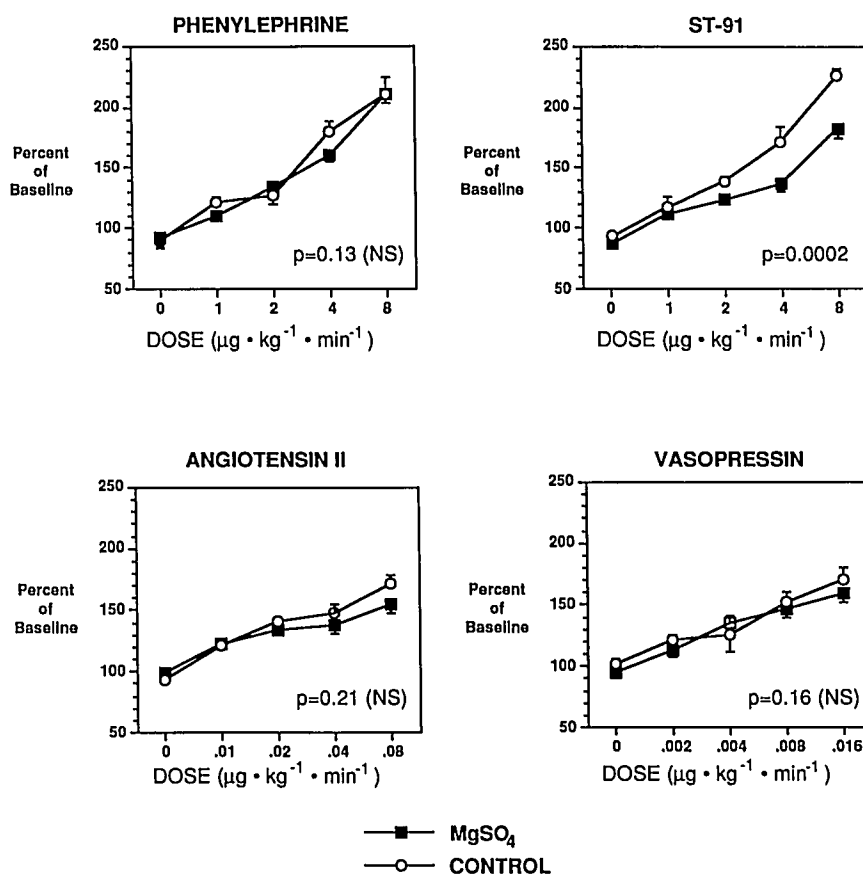 PHENYLEPHRINE
250
200
150
100
50
Percent
of
Baseline
p=0.13 (NS)
0 1 2 4 8
DOSE (µg • kg⁻¹ • min⁻¹ )
ST-91
250
200
150
100
50
Percent
of
Baseline
p=0.0002
0 1 2 4 8
DOSE (µg • kg⁻¹ • min⁻¹ )
ANGIOTENSIN II
250
200
150
100
50
Percent
of
Baseline
p=0.21 (NS)
0 .01 .02 .04 .08
DOSE (µg • kg⁻¹ • min⁻¹ )
VASOPRESSIN
250
200
150
100
50
Percent
of
Baseline
p=0.16 (NS)
0 .002 .004 .008 .016
DOSE (µg • kg⁻¹ • min⁻¹ )
MgSO₄
CONTROL